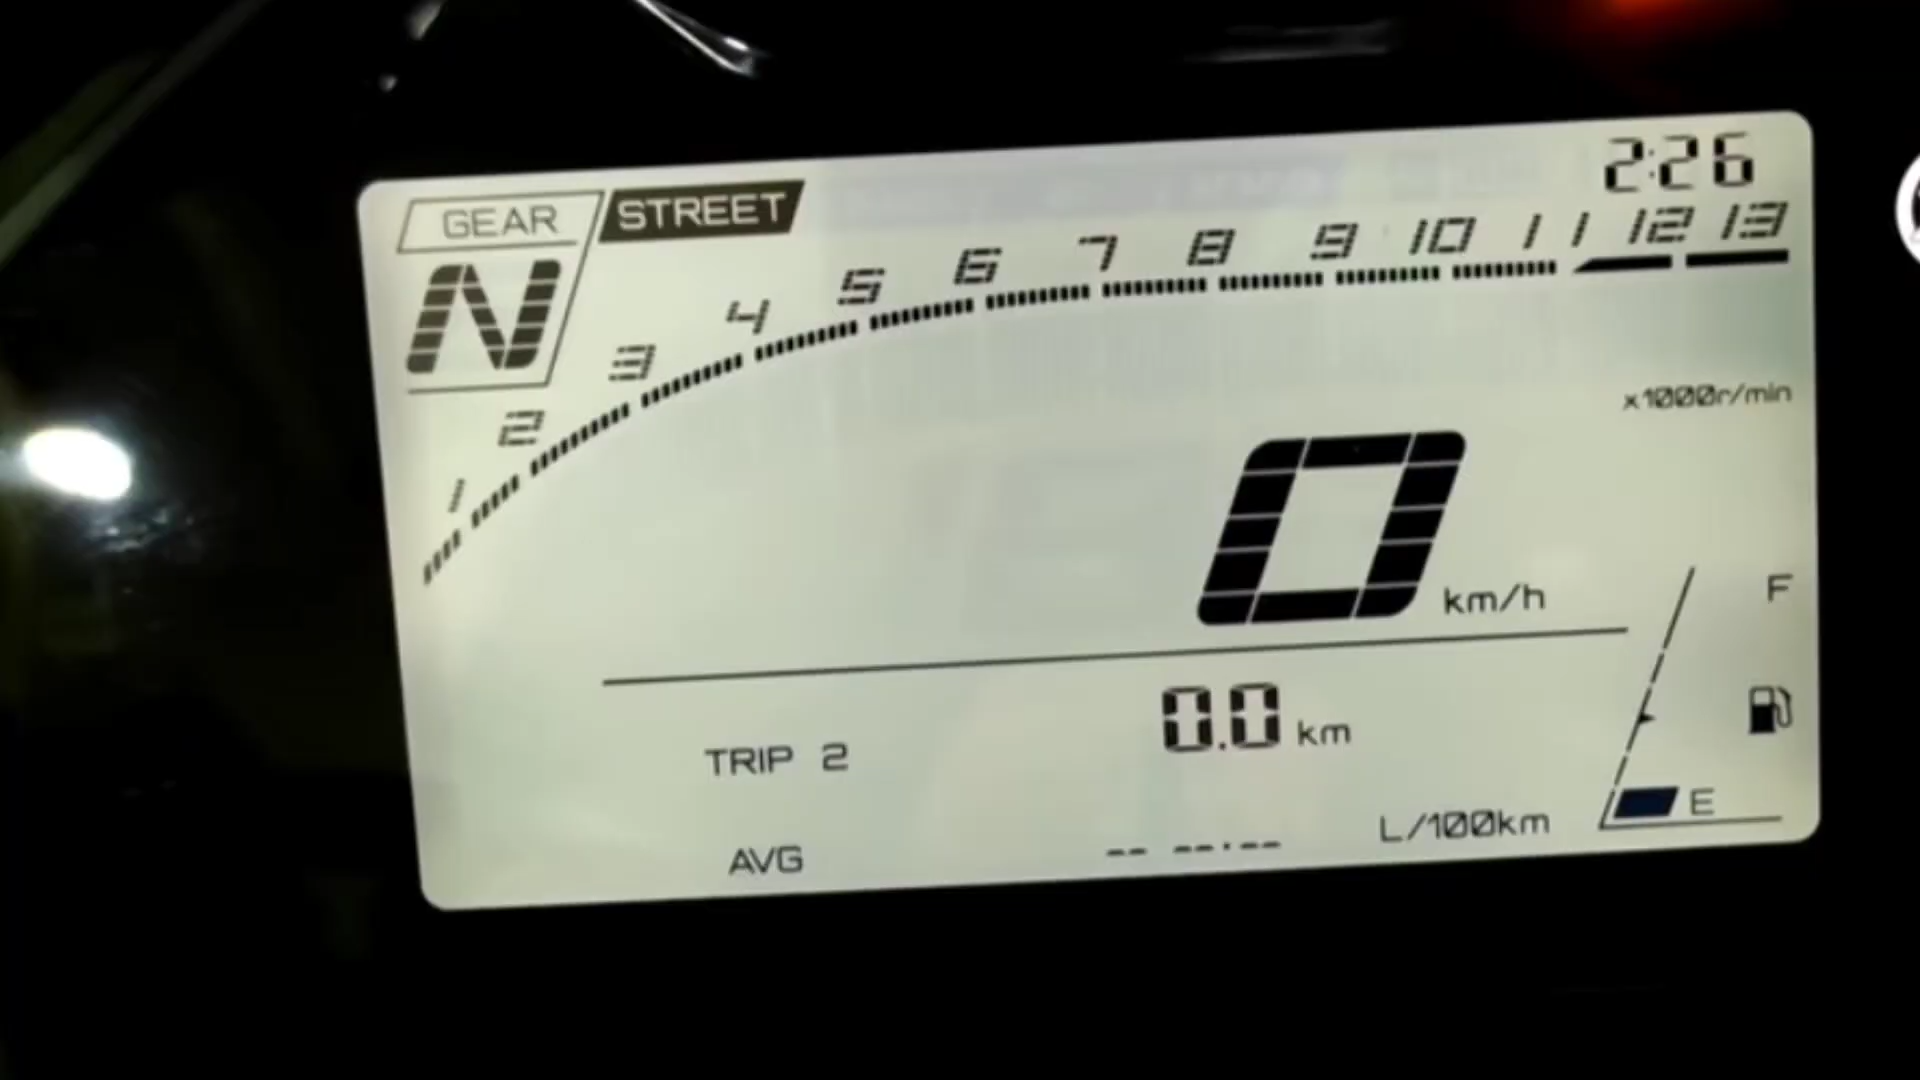 2:26
GEAR STREET
N
1 2 3 4 5 6 7 8 9 10 11 12 13
x1000r/min
0 km/h
F
TRIP 2 0.0 km
E
AVG -- --.-- L/100km